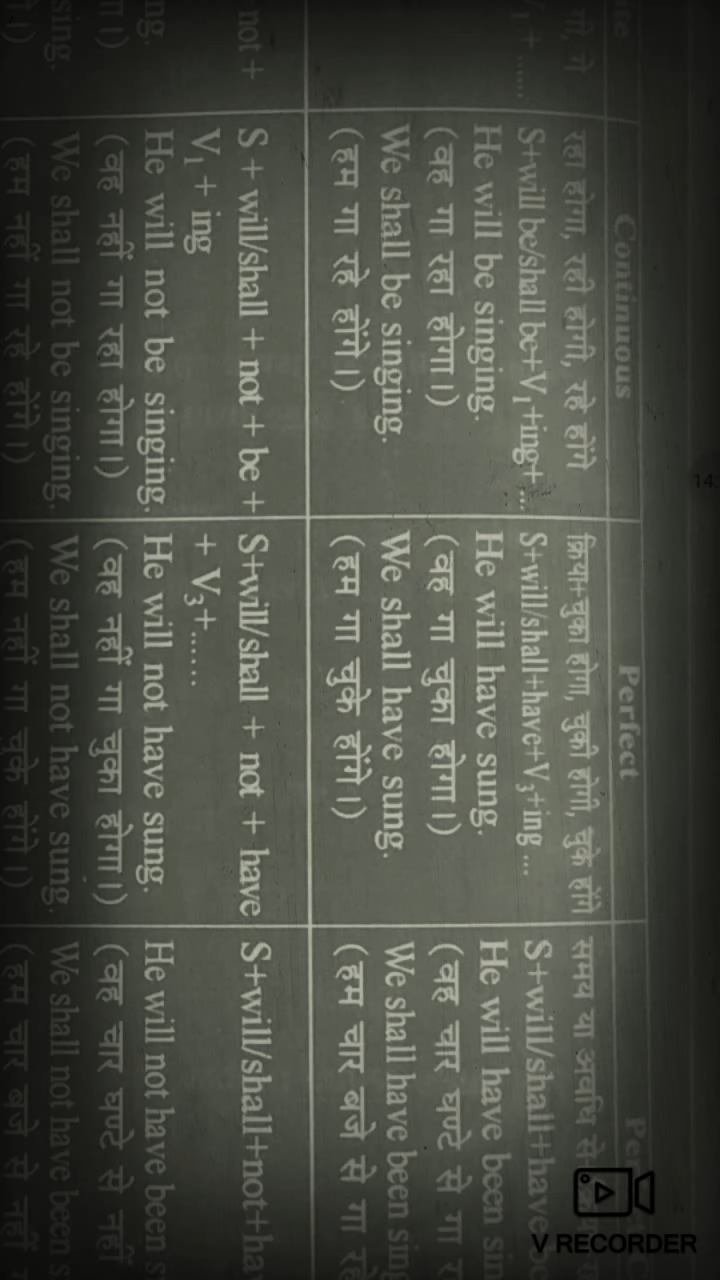 Continuous
रहा होगा, रही होगी, रहे होंगे
S+will be/shall be+V₁+ing+....
He will be singing.
(वह गा रहा होगा।)
We shall be singing.
(हम गा रहे होंगे।)
S + will/shall + not + be +
V₁ + ing
He will not be singing.
(वह नहीं गा रहा होगा।)
We shall not be singing.
(हम नहीं गा रहे होंगे।)
Perfect
क्रिया+चुका होगा, चुकी होगी, चुके होंगे
S+will/shall+have+V₃+ing ...
He will have sung.
(वह गा चुका होगा।)
We shall have sung.
(हम गा चुके होंगे।)
S+will/shall + not + have
+ V₃+......
He will not have sung.
(वह नहीं गा चुका होगा।)
We shall not have sung.
(हम नहीं गा चुके होंगे।)
समय या अवधि से
S+will/shall+have
He will have been
(वह चार घण्टे से गा
We shall have been
(हम चार बजे से गा
S+will/shall+not+
He will not have been
(वह चार घण्टे से नहीं
We shall not have been
(हम चार बजे से नहीं
not +
V RECORDER